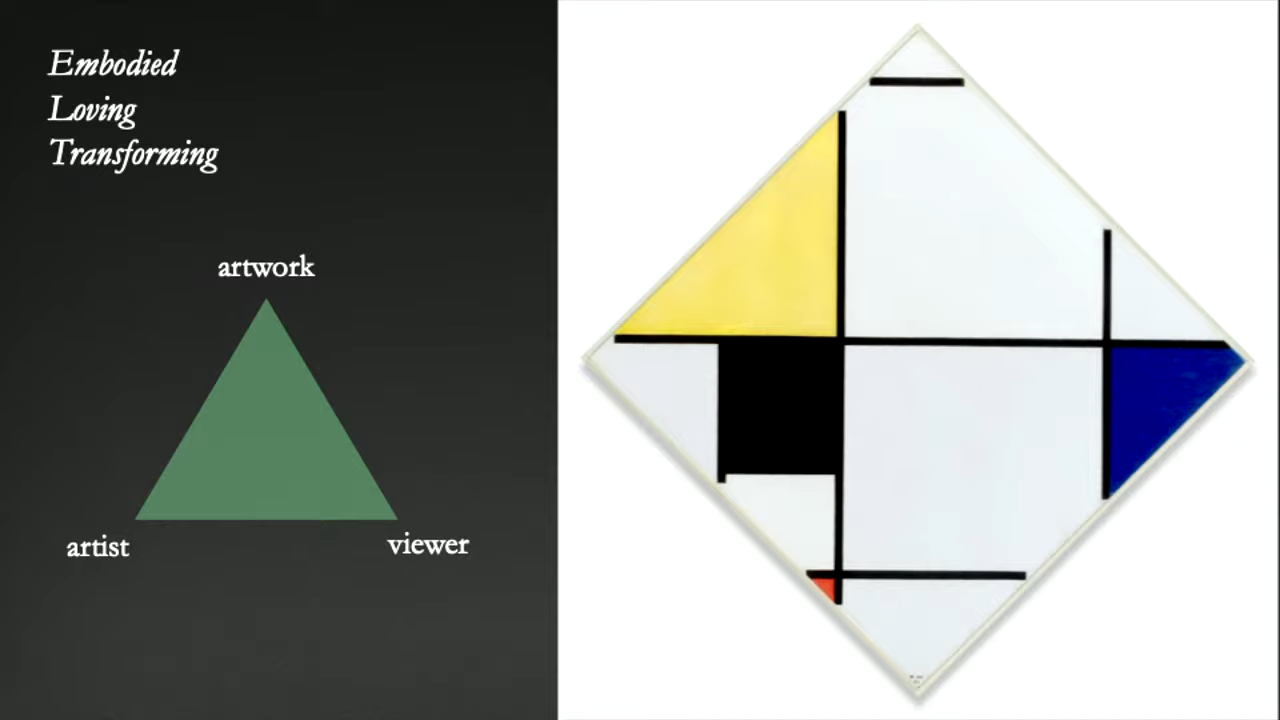 Embodied
Loving
Transforming
artwork
artist
viewer